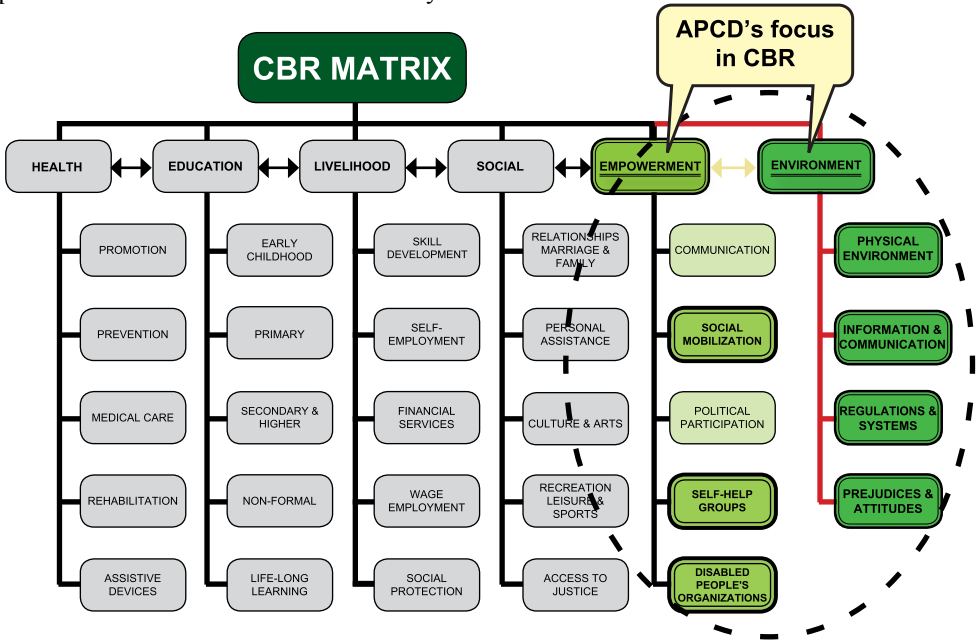 APCD's focus
in CBR
CBR MATRIX
HEALTH
EDUCATION
LIVELIHOOD
SOCIAL
EMPOWERMENT
ENVIRONMENT
PROMOTION
PREVENTION
MEDICAL CARE
REHABILITATION
ASSISTIVE
DEVICES
EARLY
CHILDHOOD
PRIMARY
SECONDARY &
HIGHER
NON-FORMAL
LIFE-LONG
LEARNING
SKILL
DEVELOPMENT
SELF-
EMPLOYMENT
FINANCIAL
SERVICES
WAGE
EMPLOYMENT
SOCIAL
PROTECTION
RELATIONSHIPS
MARRIAGE &
FAMILY
PERSONAL
ASSISTANCE
CULTURE & ARTS
RECREATION
LEISURE &
SPORTS
ACCESS TO
JUSTICE
COMMUNICATION
SOCIAL
MOBILIZATION
POLITICAL
PARTICIPATION
SELF-HELP
GROUPS
DISABLED
PEOPLE'S
ORGANIZATIONS
PHYSICAL
ENVIRONMENT
INFORMATION &
COMMUNICATION
REGULATIONS &
SYSTEMS
PREJUDICES &
ATTITUDES